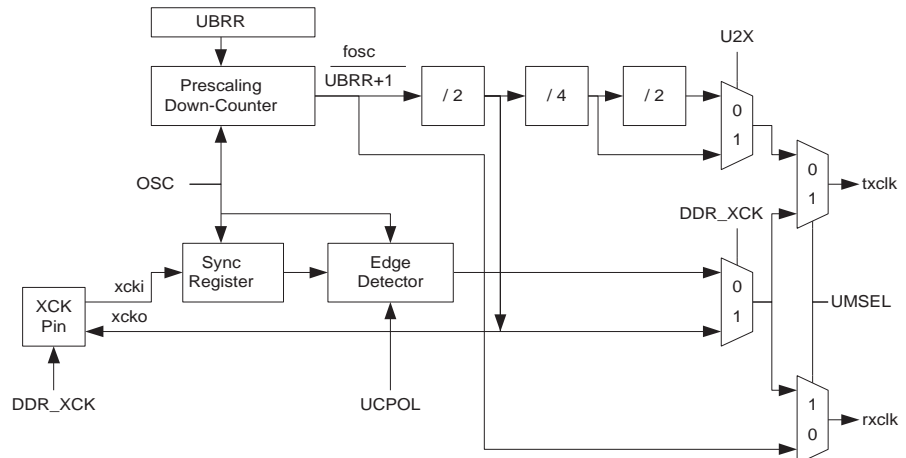 UBRR
fosc
U2X
Prescaling
Down-Counter
UBRR+1
/ 2
/ 4
/ 2
0
1
OSC
0
1
txclk
DDR_XCK
xcki
Sync
Register
Edge
Detector
0
1
UMSEL
XCK
Pin
xcko
DDR_XCK
UCPOL
1
0
rxclk